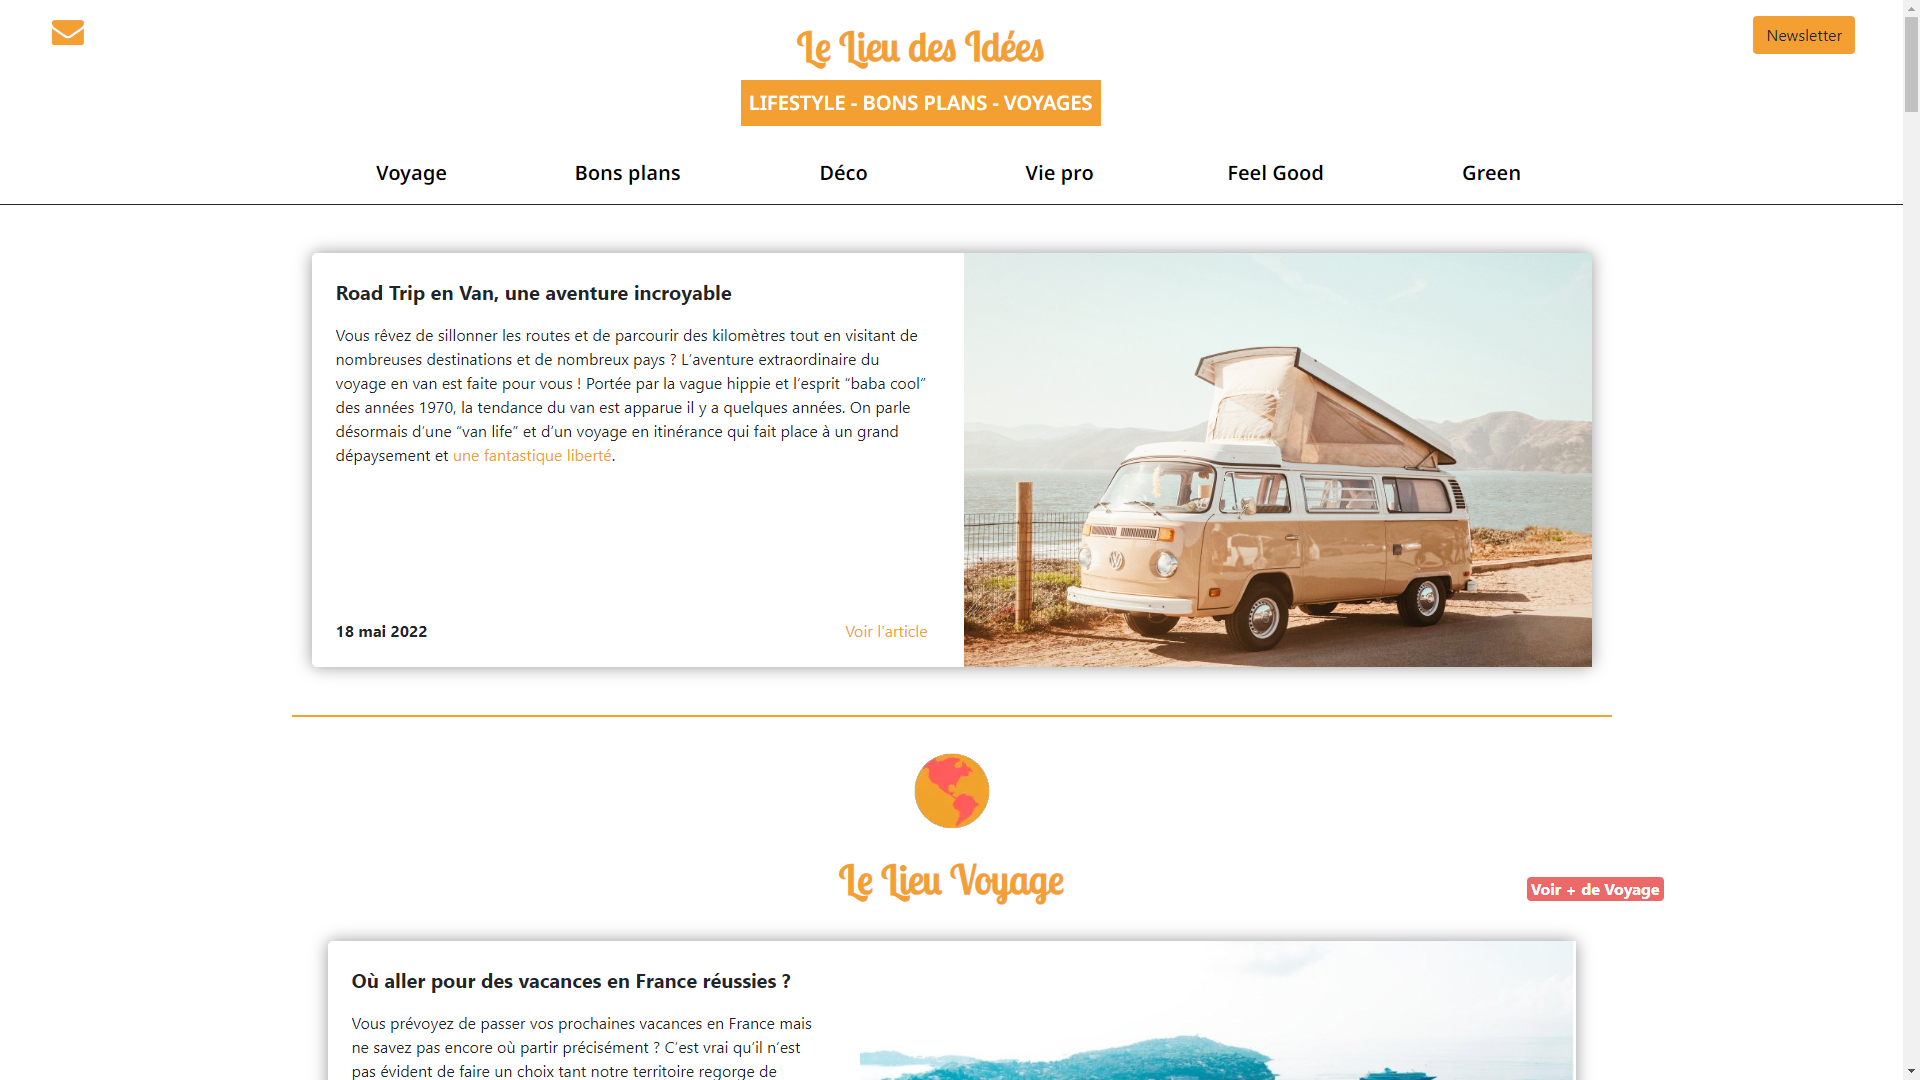 Le Lieu des Idées
Newsletter
LIFESTYLE - BONS PLANS - VOYAGES
Voyage
Bons plans
Déco
Vie pro
Feel Good
Green
Road Trip en Van, une aventure incroyable
Vous rêvez de sillonner les routes et de parcourir des kilomètres tout en visitant de
nombreuses destinations et de nombreux pays ? L’aventure extraordinaire du
voyage en van est faite pour vous ! Portée par la vague hippie et l’esprit “baba cool”
des années 1970, la tendance du van est apparue il y a quelques années. On parle
désormais d’une “van life” et d’un voyage en itinérance qui fait place à un grand
dépaysement et une fantastique liberté.
18 mai 2022
Voir l'article
Le Lieu Voyage
Voir + de Voyage
Où aller pour des vacances en France réussies ?
Vous prévoyez de passer vos prochaines vacances en France mais
ne savez pas encore où partir précisément ? C’est vrai qu’il n’est
pas évident de faire un choix tant notre territoire regorge de